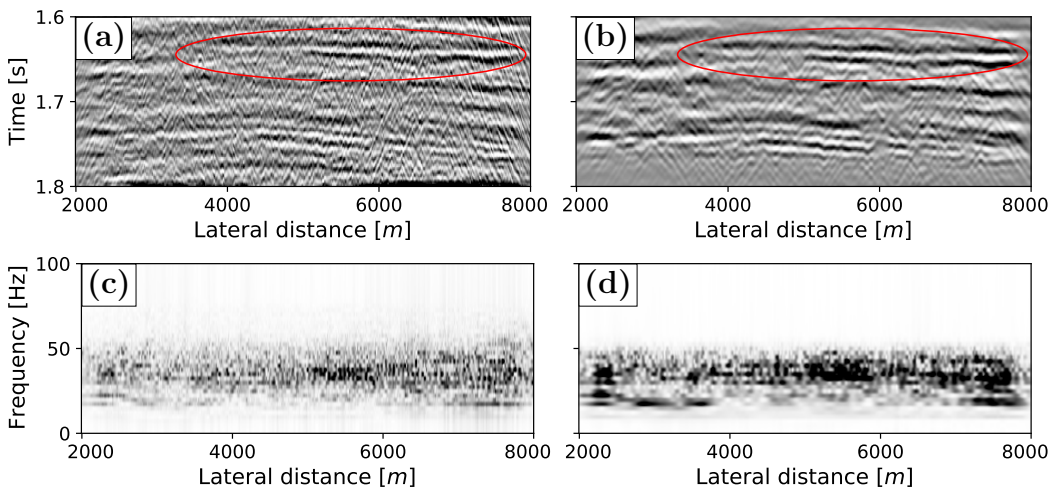 (a) (b)
Time [s]
1.6
1.7
1.8
2000 4000 6000 8000 2000 4000 6000 8000
Lateral distance [m] Lateral distance [m]
(c) (d)
Frequency [Hz]
100
50
0
2000 4000 6000 8000 2000 4000 6000 8000
Lateral distance [m] Lateral distance [m]